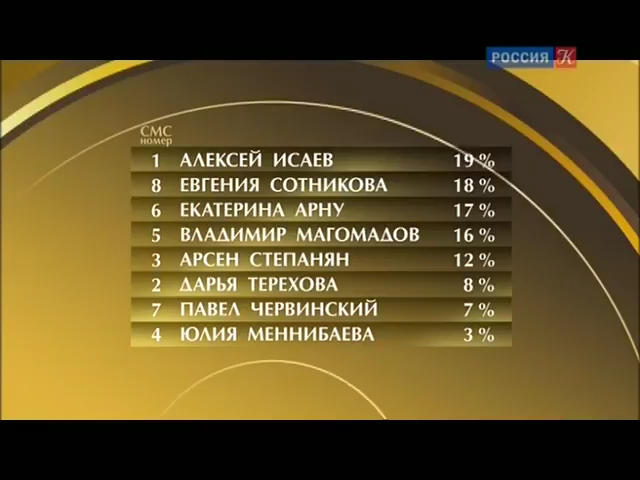 РОССИЯ К
СМС
номер
1 АЛЕКСЕЙ ИСАЕВ 19 %
8 ЕВГЕНИЯ СОТНИКОВА 18 %
6 ЕКАТЕРИНА АРНУ 17 %
5 ВЛАДИМИР МАГОМАДОВ 16 %
3 АРСЕН СТЕПАНЯН 12 %
2 ДАРЬЯ ТЕРЕХОВА 8 %
7 ПАВЕЛ ЧЕРВИНСКИЙ 7 %
4 ЮЛИЯ МЕННИБАЕВА 3 %